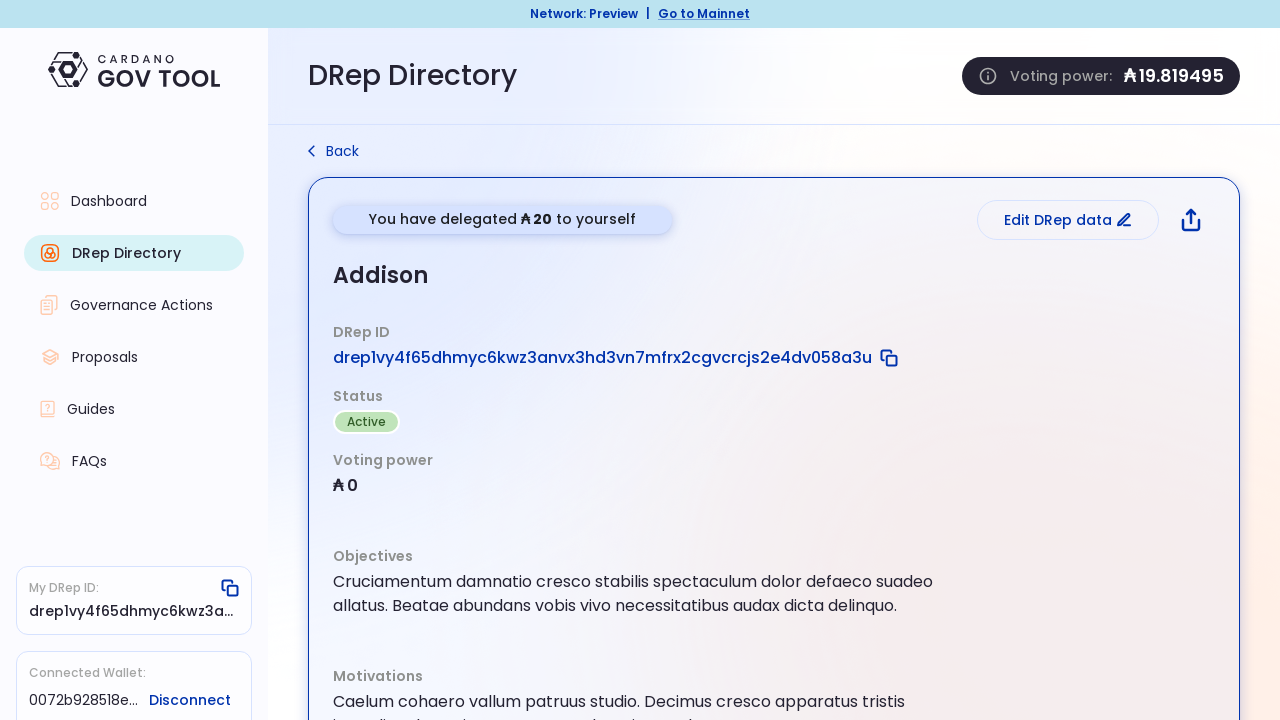 Network: Preview | Go to Mainnet
CARDANO
GOV TOOL
DRep Directory
Voting power: ₳19.819495
Dashboard
DRep Directory
Governance Actions
Proposals
Guides
FAQs
My DRep ID:
drep1vy4f65dhmyc6kwz3a...
Connected Wallet:
0072b928518e... Disconnect
Back
You have delegated ₳20 to yourself
Edit DRep data
Addison
DRep ID
drep1vy4f65dhmyc6kwz3anvx3hd3vn7mfrx2cgvcrcjs2e4dv058a3u
Status
Active
Voting power
₳0
Objectives
Cruciamentum damnatio cresco stabilis spectaculum dolor defaeco suadeo
allatus. Beatae abundans vobis vivo necessitatibus audax dicta delinquo.
Motivations
Caelum cohaero vallum patruus studio. Decimus cresco apparatus tristis